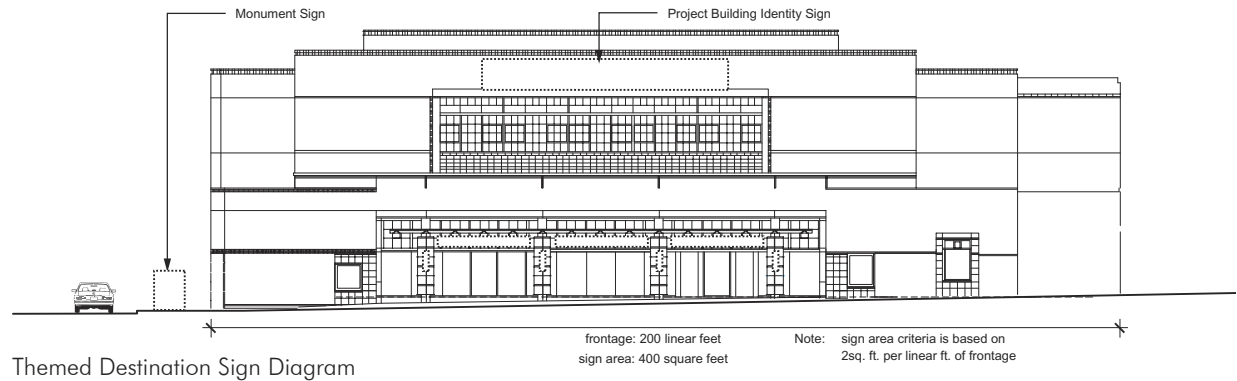 Monument Sign
Project Building Identity Sign
frontage: 200 linear feet
sign area: 400 square feet
Note: sign area criteria is based on
2sq. ft. per linear ft. of frontage
Themed Destination Sign Diagram